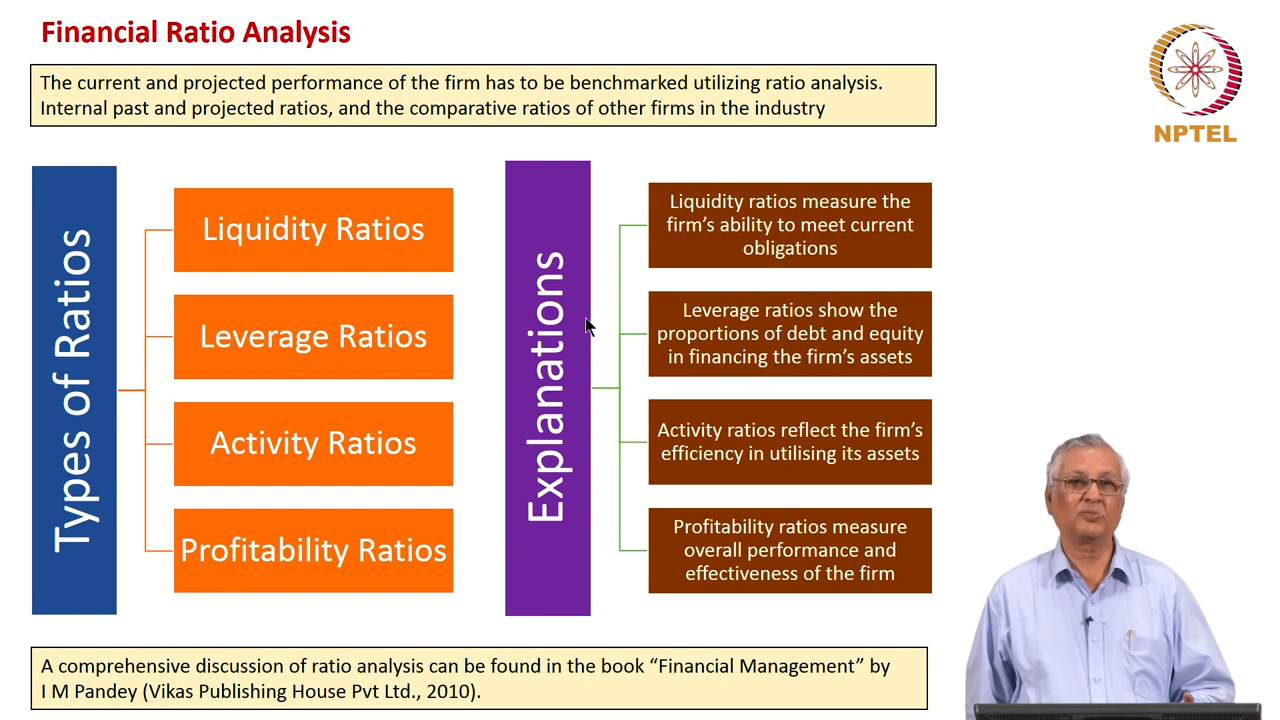 Financial Ratio Analysis
The current and projected performance of the firm has to be benchmarked utilizing ratio analysis.
Internal past and projected ratios, and the comparative ratios of other firms in the industry
NPTEL
Types of Ratios
Liquidity Ratios
Leverage Ratios
Activity Ratios
Profitability Ratios
Explanations
Liquidity ratios measure the
firm’s ability to meet current
obligations
Leverage ratios show the
proportions of debt and equity
in financing the firm’s assets
Activity ratios reflect the firm’s
efficiency in utilising its assets
Profitability ratios measure
overall performance and
effectiveness of the firm
A comprehensive discussion of ratio analysis can be found in the book “Financial Management” by
I M Pandey (Vikas Publishing House Pvt Ltd., 2010).